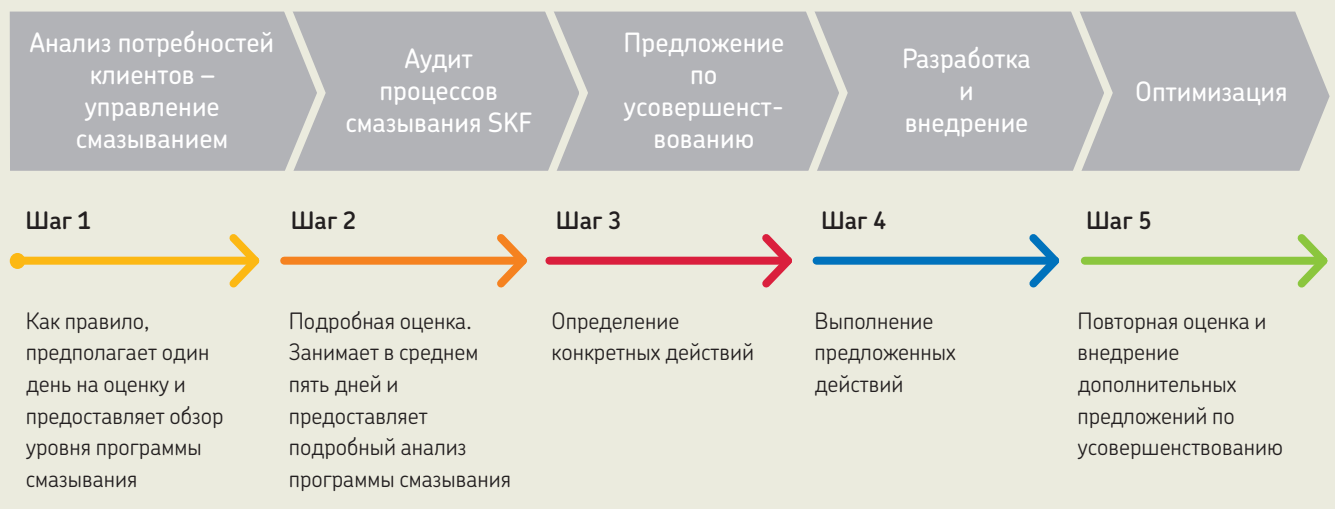 Анализ потребностей
клиентов –
управление
смазыванием
Аудит
процессов
смазывания SKF
Предложение
по
усовершенст-
вованию
Разработка
и
внедрение
Оптимизация
Шаг 1
Как правило,
предполагает один
день на оценку и
предоставляет обзор
уровня программы
смазывания
Шаг 2
Подробная оценка.
Занимает в среднем
пять дней и
предоставляет
подробный анализ
программы смазывания
Шаг 3
Определение
конкретных действий
Шаг 4
Выполнение
предложенных
действий
Шаг 5
Повторная оценка и
внедрение
дополнительных
предложений по
усовершенствованию